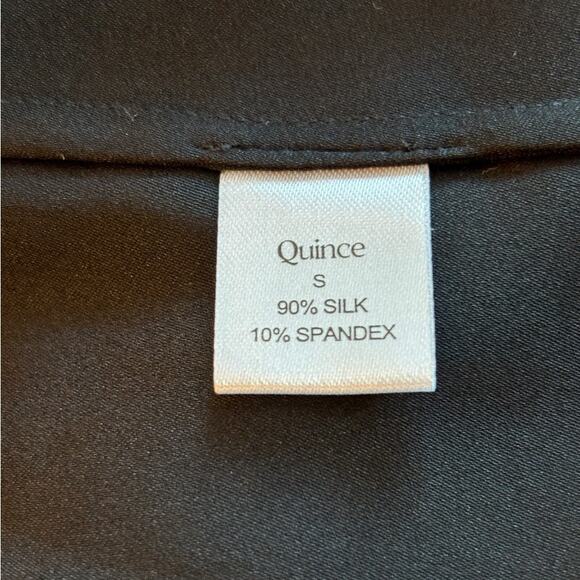 Quince
S
90% SILK
10% SPANDEX